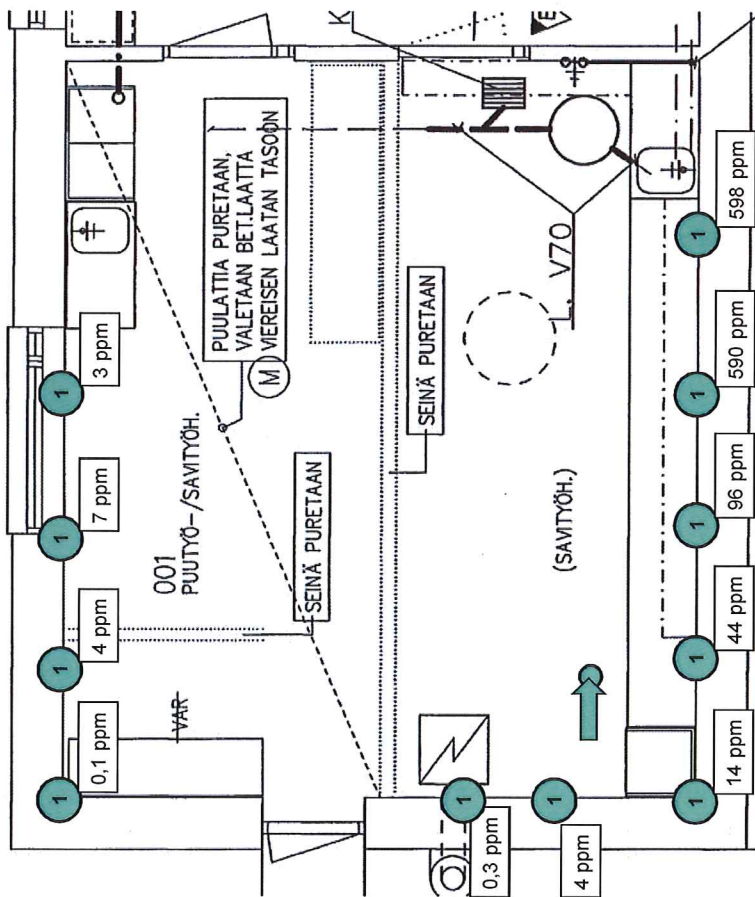 1
1
1
1
0,1 ppm
4 ppm
7 ppm
3 ppm
001
PUUTYÖ-/SAVITYÖH.
VAR
PUULATTIA PURETAAN,
VALETAAN BET.LAATTA
VIEREISEN LAATAN TASOON
M
SEINÄ PURETAAN
K
SEINÄ PURETAAN
1
0,3 ppm
1
4 ppm
(SAVITYÖH.)
V70
E
1
1
1
1
1
14 ppm
44 ppm
96 ppm
590 ppm
598 ppm